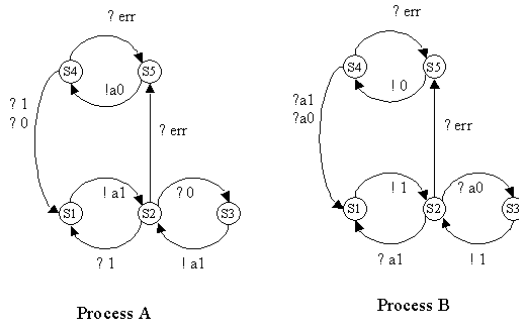 ? err
S4
S5
!a0
? 1
? 0
? err
! a1
? 0
S1
S2
S3
? 1
! a1
Process A
? err
S4
S5
! 0
?a1
?a0
? err
! 1
? a0
S1
S2
S3
? a1
! 1
Process B